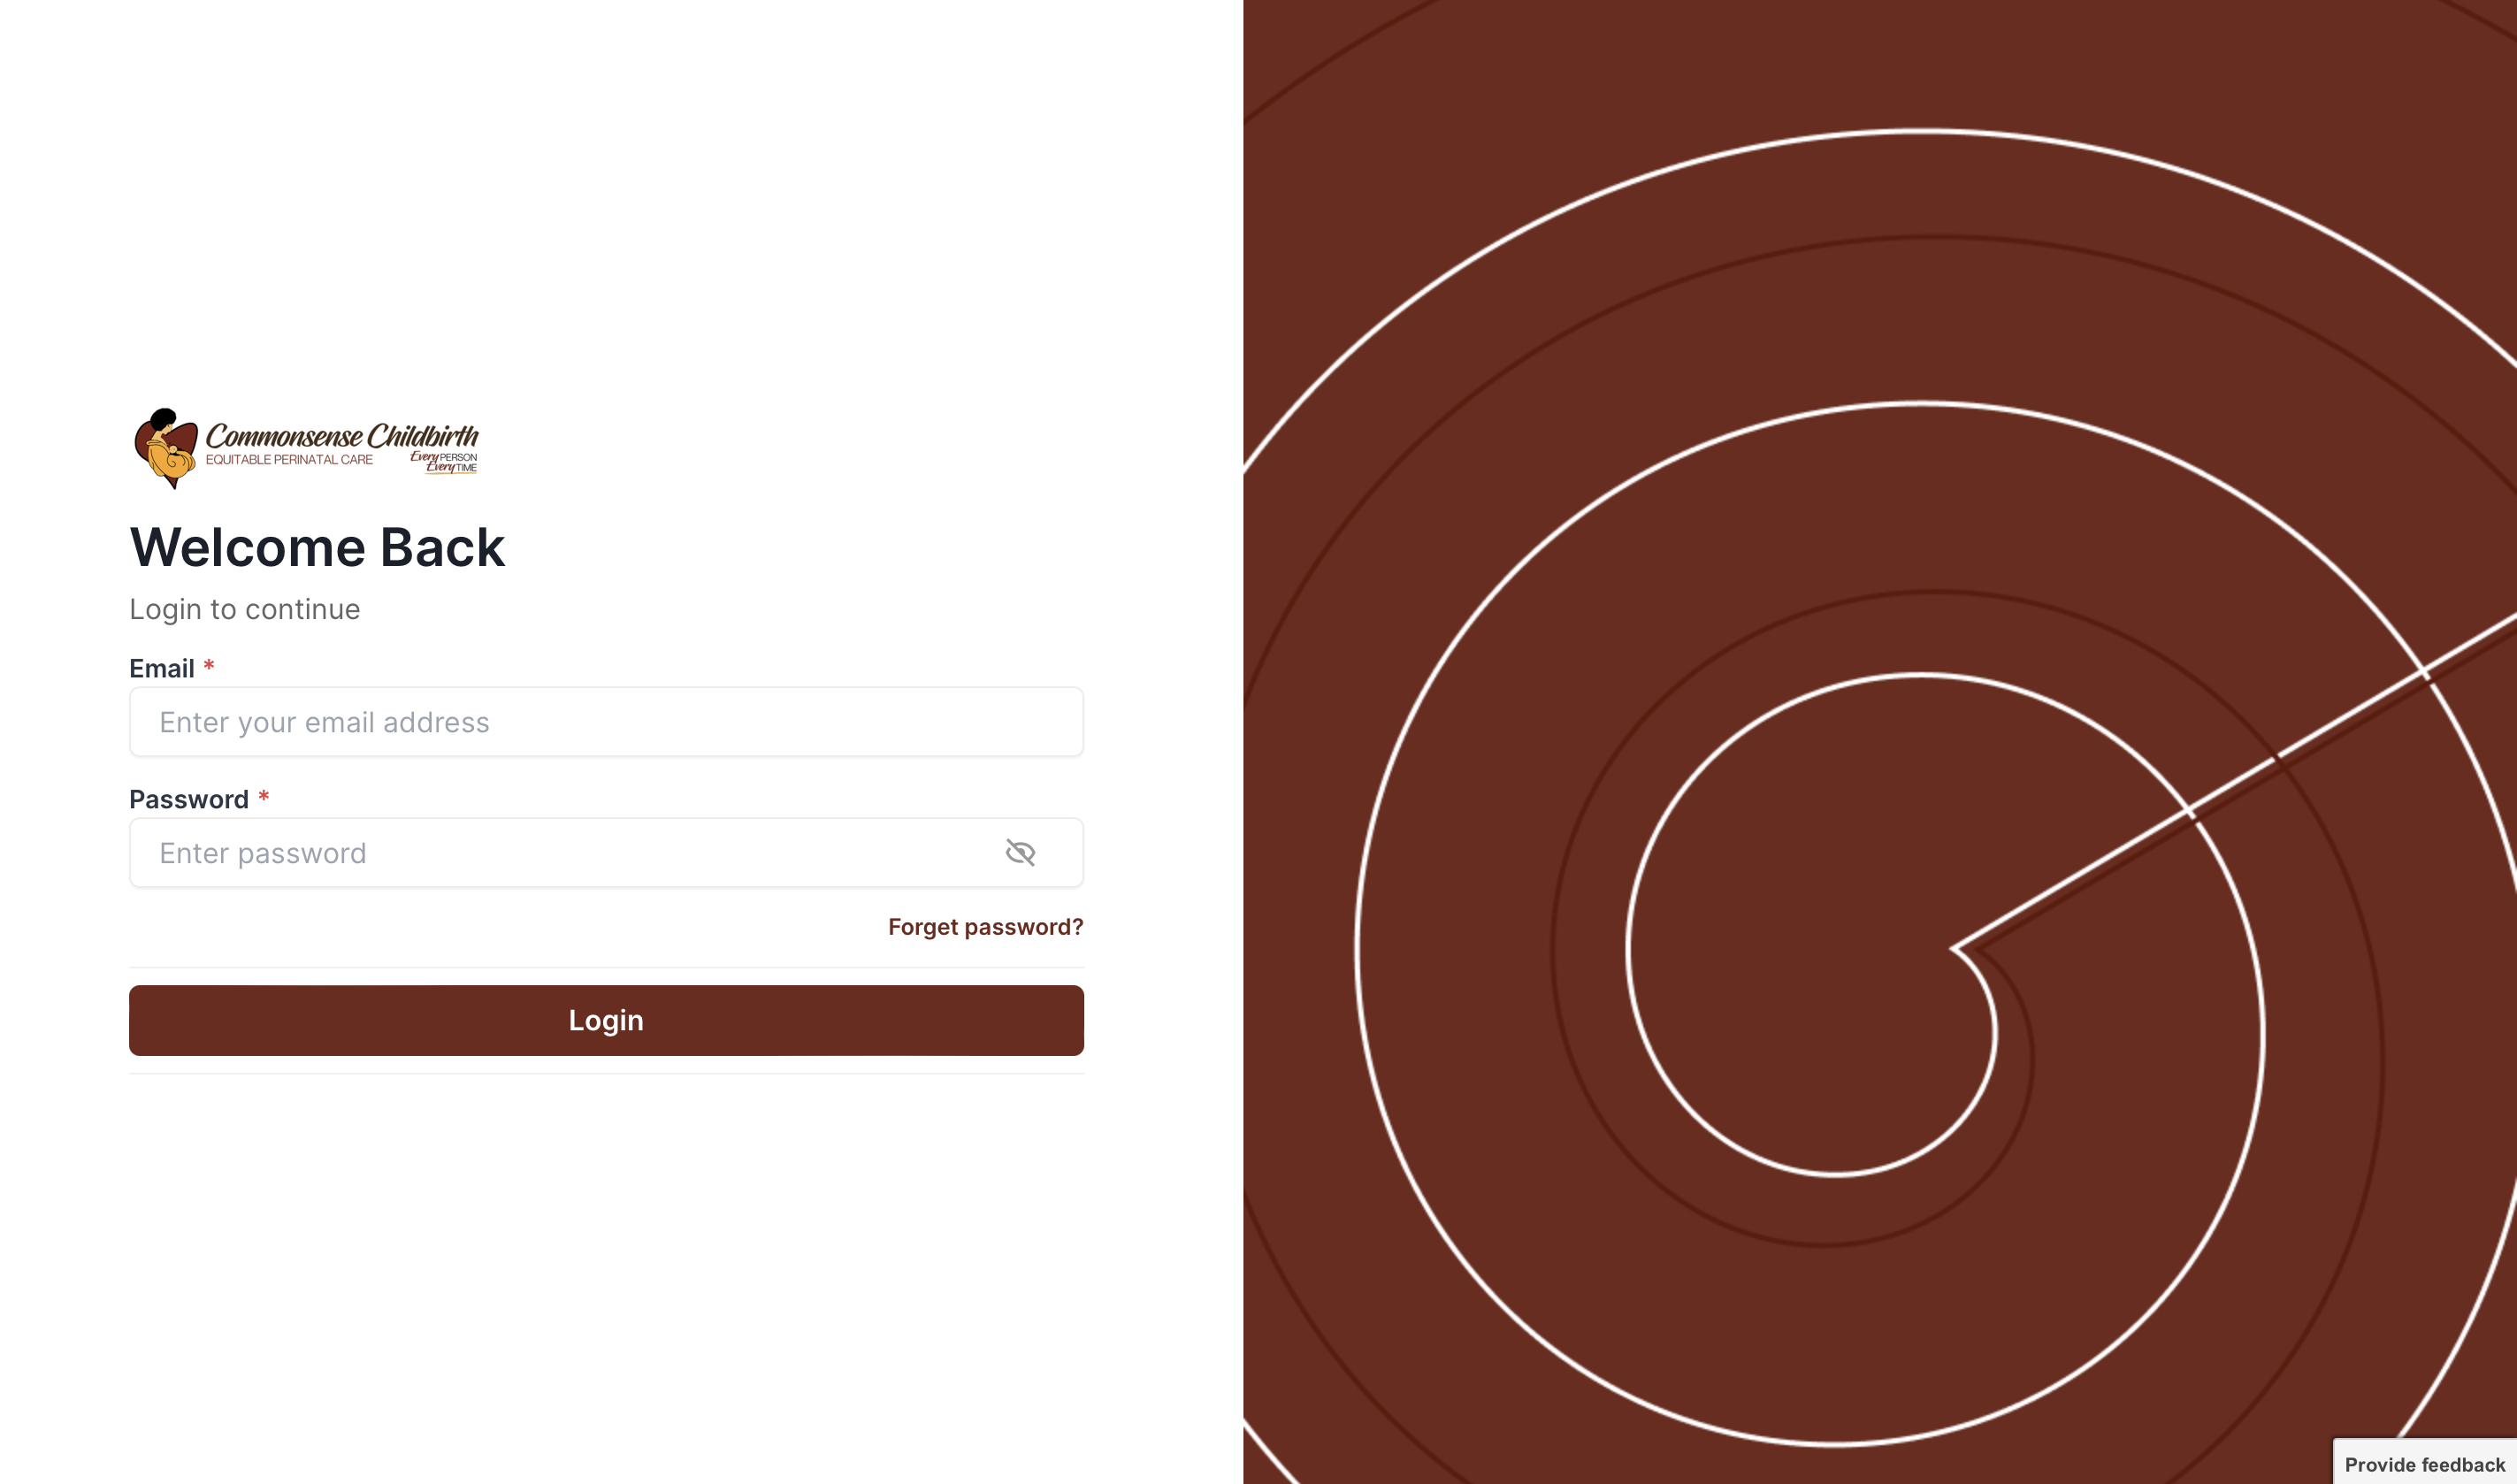 Commonsense Childbirth
EQUITABLE PERINATAL CARE
Every PERSON
Every TIME
Welcome Back
Login to continue
Email *
Enter your email address
Password *
Enter password
Forget password?
Login
Provide feedback